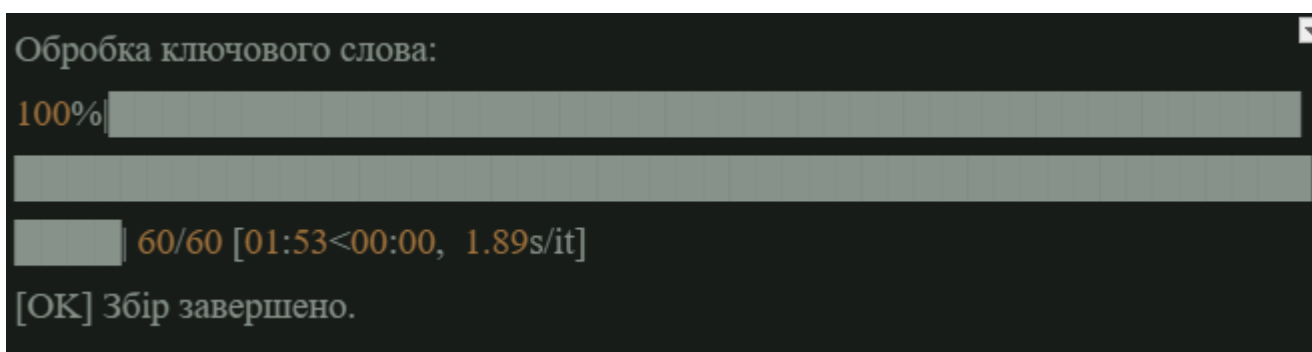 Обробка ключового слова:
100%|
| 60/60 [01:53<00:00, 1.89s/it]
[OK] Збір завершено.